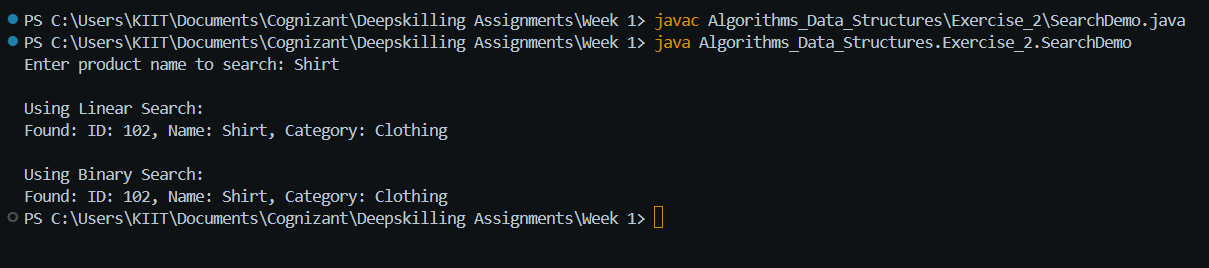 PS C:\Users\KIIT\Documents\Cognizant\Deepskilling Assignments\Week 1> javac Algorithms_Data_Structures\Exercise_2\SearchDemo.java
PS C:\Users\KIIT\Documents\Cognizant\Deepskilling Assignments\Week 1> java Algorithms_Data_Structures.Exercise_2.SearchDemo
Enter product name to search: Shirt
Using Linear Search:
Found: ID: 102, Name: Shirt, Category: Clothing
Using Binary Search:
Found: ID: 102, Name: Shirt, Category: Clothing
PS C:\Users\KIIT\Documents\Cognizant\Deepskilling Assignments\Week 1>